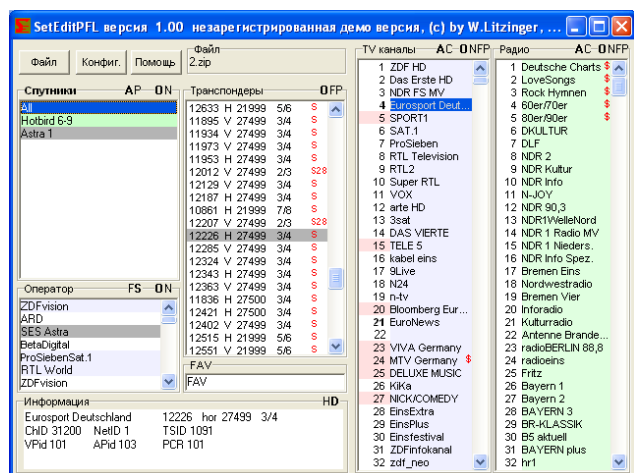 SetEditPFL версия 1.00 незарегистрированная демо версия, (c) by W.Litzinger, ...
Файл Конфиг. Помощь
Файл
2.zip
Спутники AP ON
All
Hotbird 6-9
Astra 1
Оператор FS ON
ZDFvision
ARD
SES Astra
BetaDigital
ProSiebenSat.1
RTL World
ZDFvision
Транспондеры OFP
12633 H 21999 5/6 S
11895 V 27499 3/4 S
11934 V 27499 3/4 S
11973 V 27499 3/4 S
11953 H 27499 3/4 S
12012 V 27499 2/3 S28
12129 V 27499 3/4 S
12187 H 27499 3/4 S
10861 H 21999 7/8 S
12207 V 27499 2/3 S28
12226 H 27499 3/4 S
12285 V 27499 3/4 S
12324 V 27499 3/4 S
12343 H 27499 3/4 S
12363 V 27499 3/4 S
11836 H 27500 3/4 S
12421 H 27500 3/4 S
12402 V 27499 3/4 S
12515 H 21999 5/6 S
12551 V 21999 5/6 S
FAV
FAV
Информация HD
Eurosport Deutschland 12226 hor 27499 3/4
ChID 31200 NetID 1 TSID 1091
VPid 101 APid 103 PCR 101
TV каналы AC ONFP
1 ZDF HD
2 Das Erste HD
3 NDR FS MV
4 Eurosport Deut...
5 SPORT1
6 SAT.1
7 ProSieben
8 RTL Television
9 RTL2
10 Super RTL
11 VOX
12 arte HD
13 3sat
14 DAS VIERTE
15 TELE 5
16 kabel eins
17 9Live
18 N24
19 n-tv
20 Bloomberg Eur...
21 EuroNews
22
23 VIVA Germany
24 MTV Germany $
25 DELUXE MUSIC
26 KiKa
27 NICK/COMEDY
28 EinsExtra
29 EinsPlus
30 Einsfestival
31 ZDFinfokanal
32 zdf_neo
Радио AC ONFP
1 Deutsche Charts $
2 LoveSongs $
3 Rock Hymnen $
4 60er/70er $
5 80er/90er $
6 DKULTUR
7 DLF
8 NDR 2
9 NDR Kultur
10 NDR Info
11 N-JOY
12 NDR 90,3
13 NDR1WelleNord
14 NDR 1 Radio MV
15 NDR 1 Nieders.
16 NDR Info Spez.
17 Bremen Eins
18 Nordwestradio
19 Bremen Vier
20 Inforadio
21 Kulturradio
22 Antenne Brande...
23 radioBERLIN 88,8
24 radioeins
25 Fritz
26 Bayern 1
27 Bayern 2
28 BAYERN 3
29 BR-KLASSIK
30 B5 aktuell
31 BAYERN plus
32 hr1